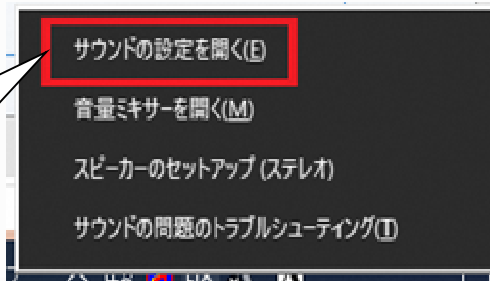 サウンドの設定を開く(E)
音量ミキサーを開く(M)
スピーカーのセットアップ (ステレオ)
サウンドの問題のトラブルシューティング(T)